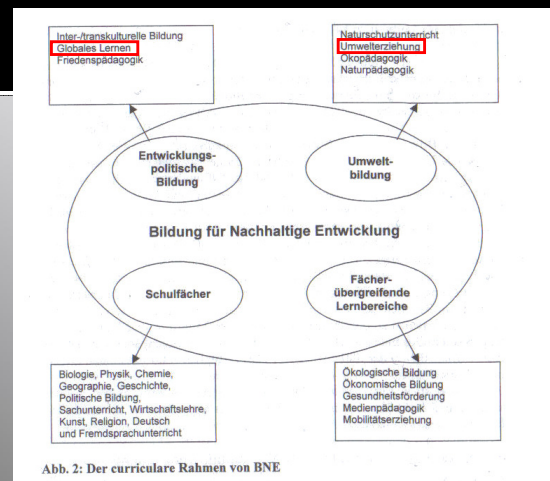 Inter-/transkulturelle Bildung
Globales Lernen
Friedenspädagogik
Naturschutzunterricht
Umwelterziehung
Ökopädagogik
Naturpädagogik
Entwicklungs-
politische
Bildung
Umwelt-
bildung
Bildung für Nachhaltige Entwicklung
Schulfächer
Fächer-
übergreifende
Lernbereiche
Biologie, Physik, Chemie,
Geographie, Geschichte,
Politische Bildung,
Sachunterricht, Wirtschaftslehre,
Kunst, Religion, Deutsch
und Fremdsprachunterricht
Ökologische Bildung
Ökonomische Bildung
Gesundheitsförderung
Medienpädagogik
Mobilitätserziehung
Abb. 2: Der curriculare Rahmen von BNE